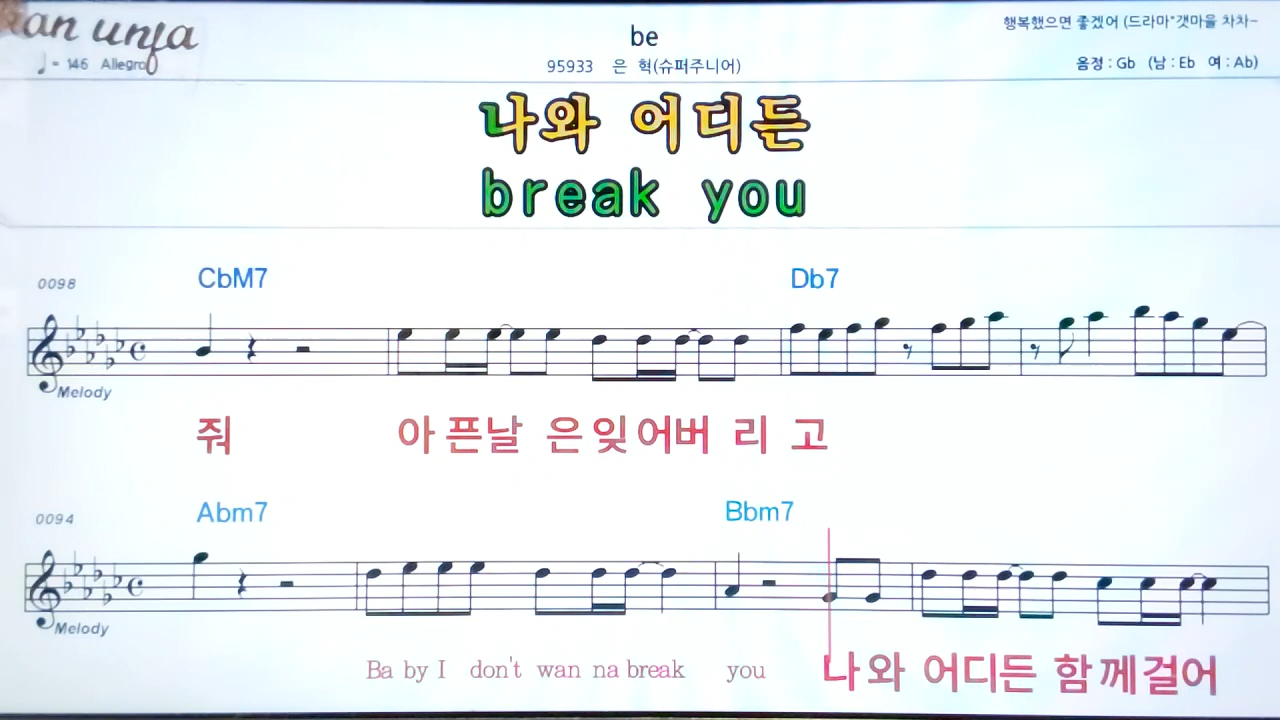 an unja
♩ = 146 Allegro
be
95933 은 혁(슈퍼주니어)
행복했으면 좋겠어 (드라마"갯마을 차차-
음정 : Gb (남 : Eb 여 : Ab)
나와 어디든
break you
0098
CbM7 Db7
Melody
줘 아 픈날 은잊어버 리 고
0094
Abm7 Bbm7
Melody
Ba by I don't wan na break you 나와 어디든 함께걸어